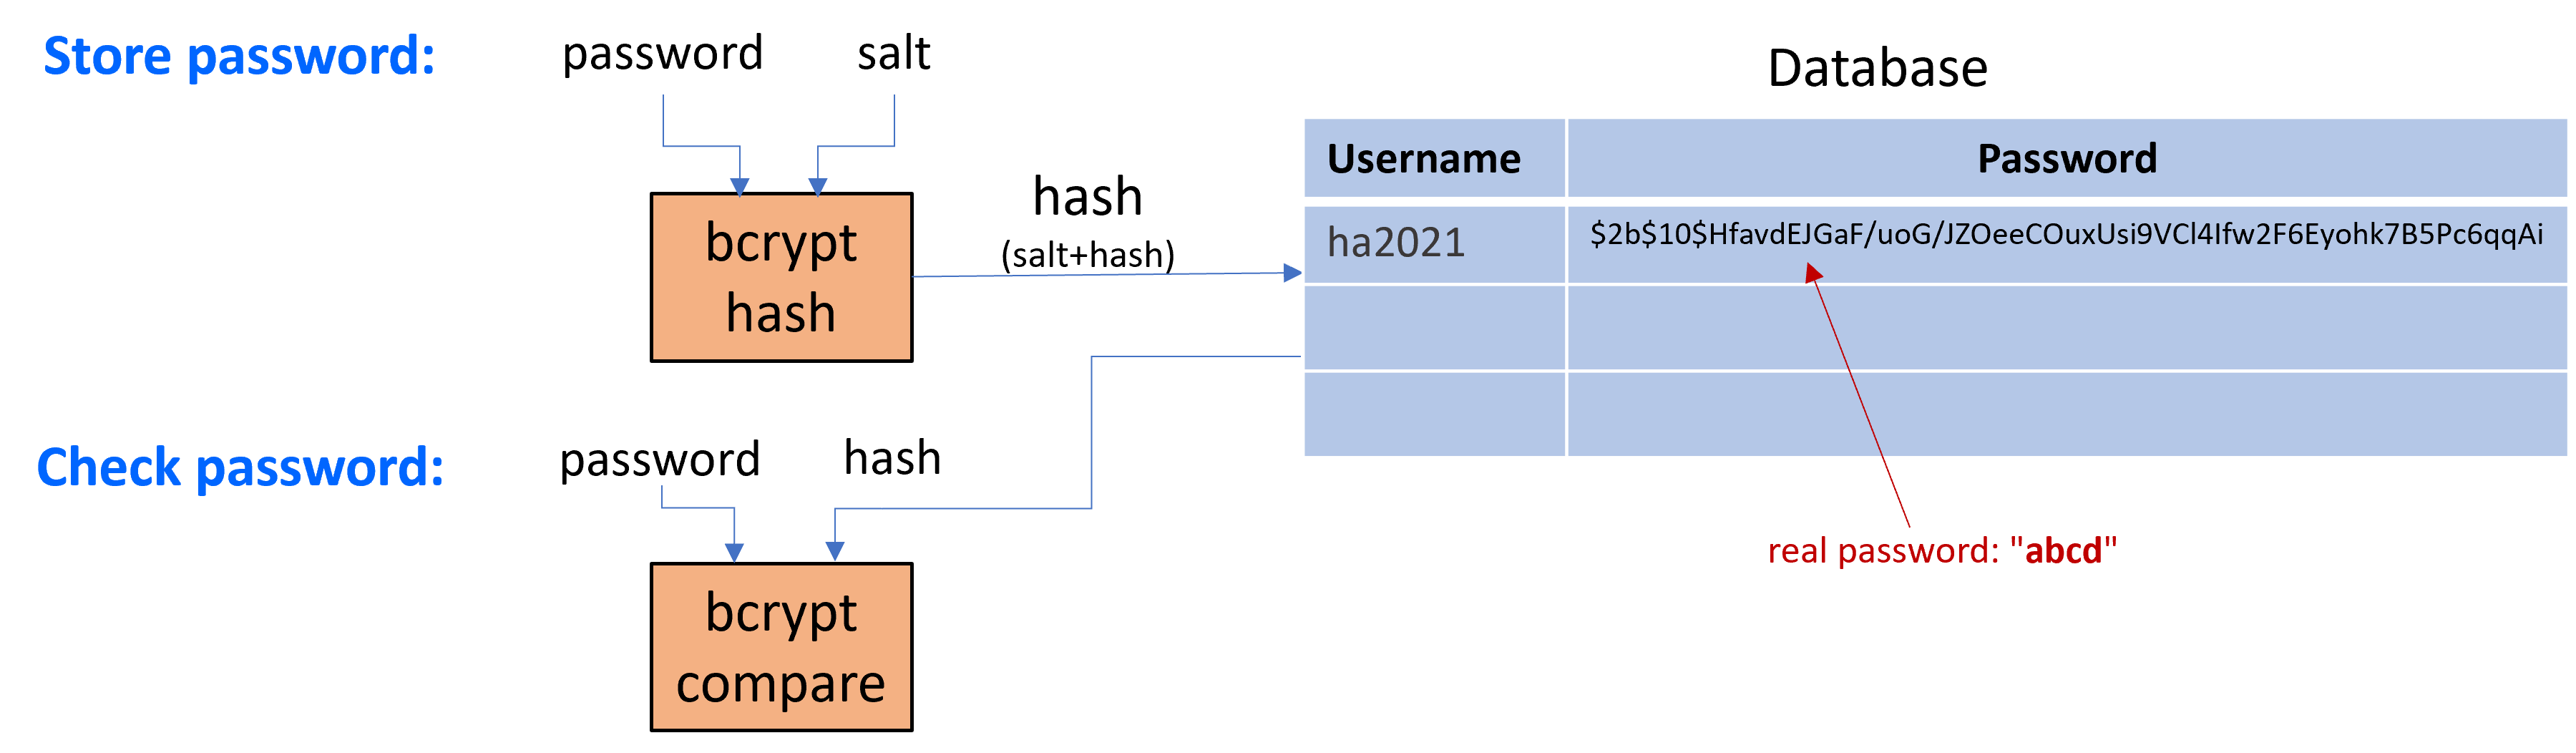 Store password:
password
salt
Database
Username
Password
bcrypt
hash
hash
(salt+hash)
ha2021
$2b$10$HfavdEJGaF/uoG/JZOeeCOuxUsi9VCl4Ifw2F6Eyohk7B5Pc6qqAi
Check password:
password
hash
real password: "abcd"
bcrypt
compare